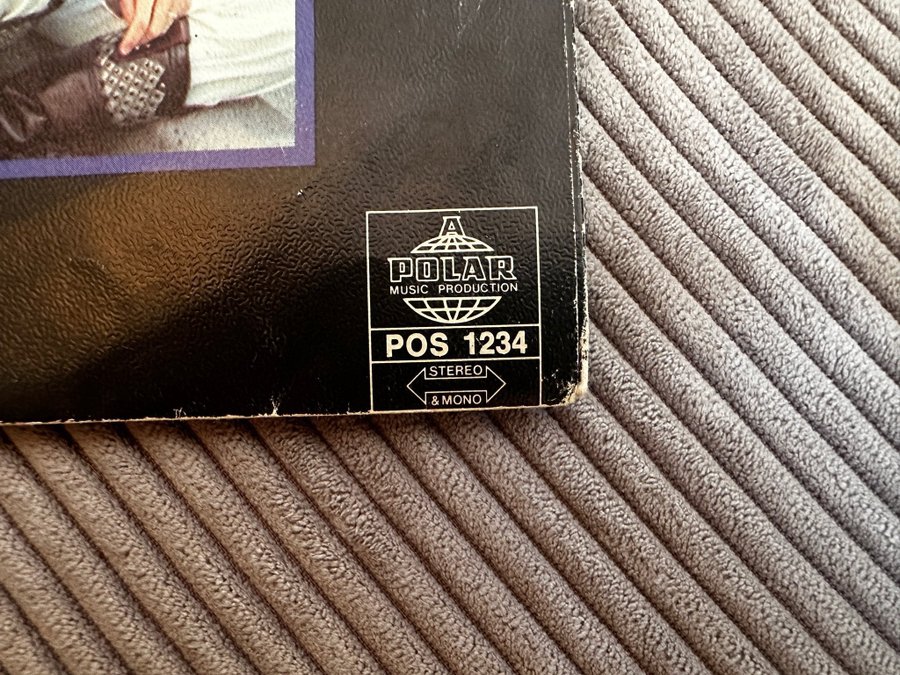 A
POLAR
MUSIC PRODUCTION
POS 1234
STEREO
& MONO